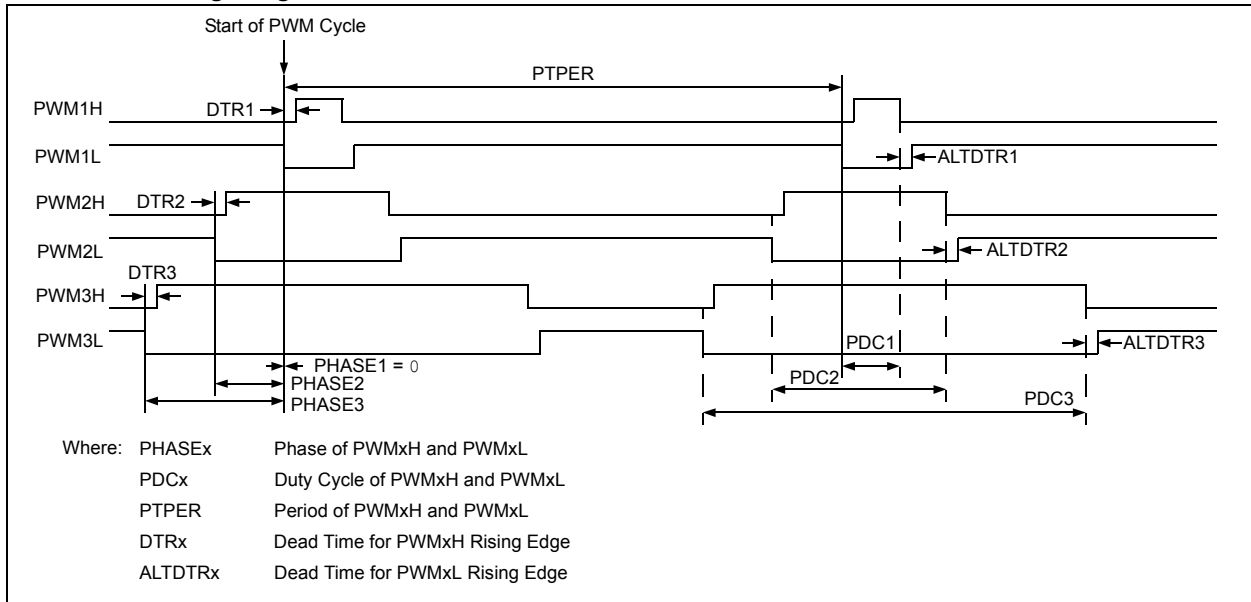 Start of PWM Cycle
PTPER
PWM1H
DTR1
PWM1L
ALTDTR1
PWM2H
DTR2
PWM2L
ALTDTR2
DTR3
PWM3H
PWM3L
PDC1
ALTDTR3
PHASE1 = 0
PHASE2
PDC2
PHASE3
PDC3
Where: PHASEx Phase of PWMxH and PWMxL
PDCx Duty Cycle of PWMxH and PWMxL
PTPER Period of PWMxH and PWMxL
DTRx Dead Time for PWMxH Rising Edge
ALTDTRx Dead Time for PWMxL Rising Edge